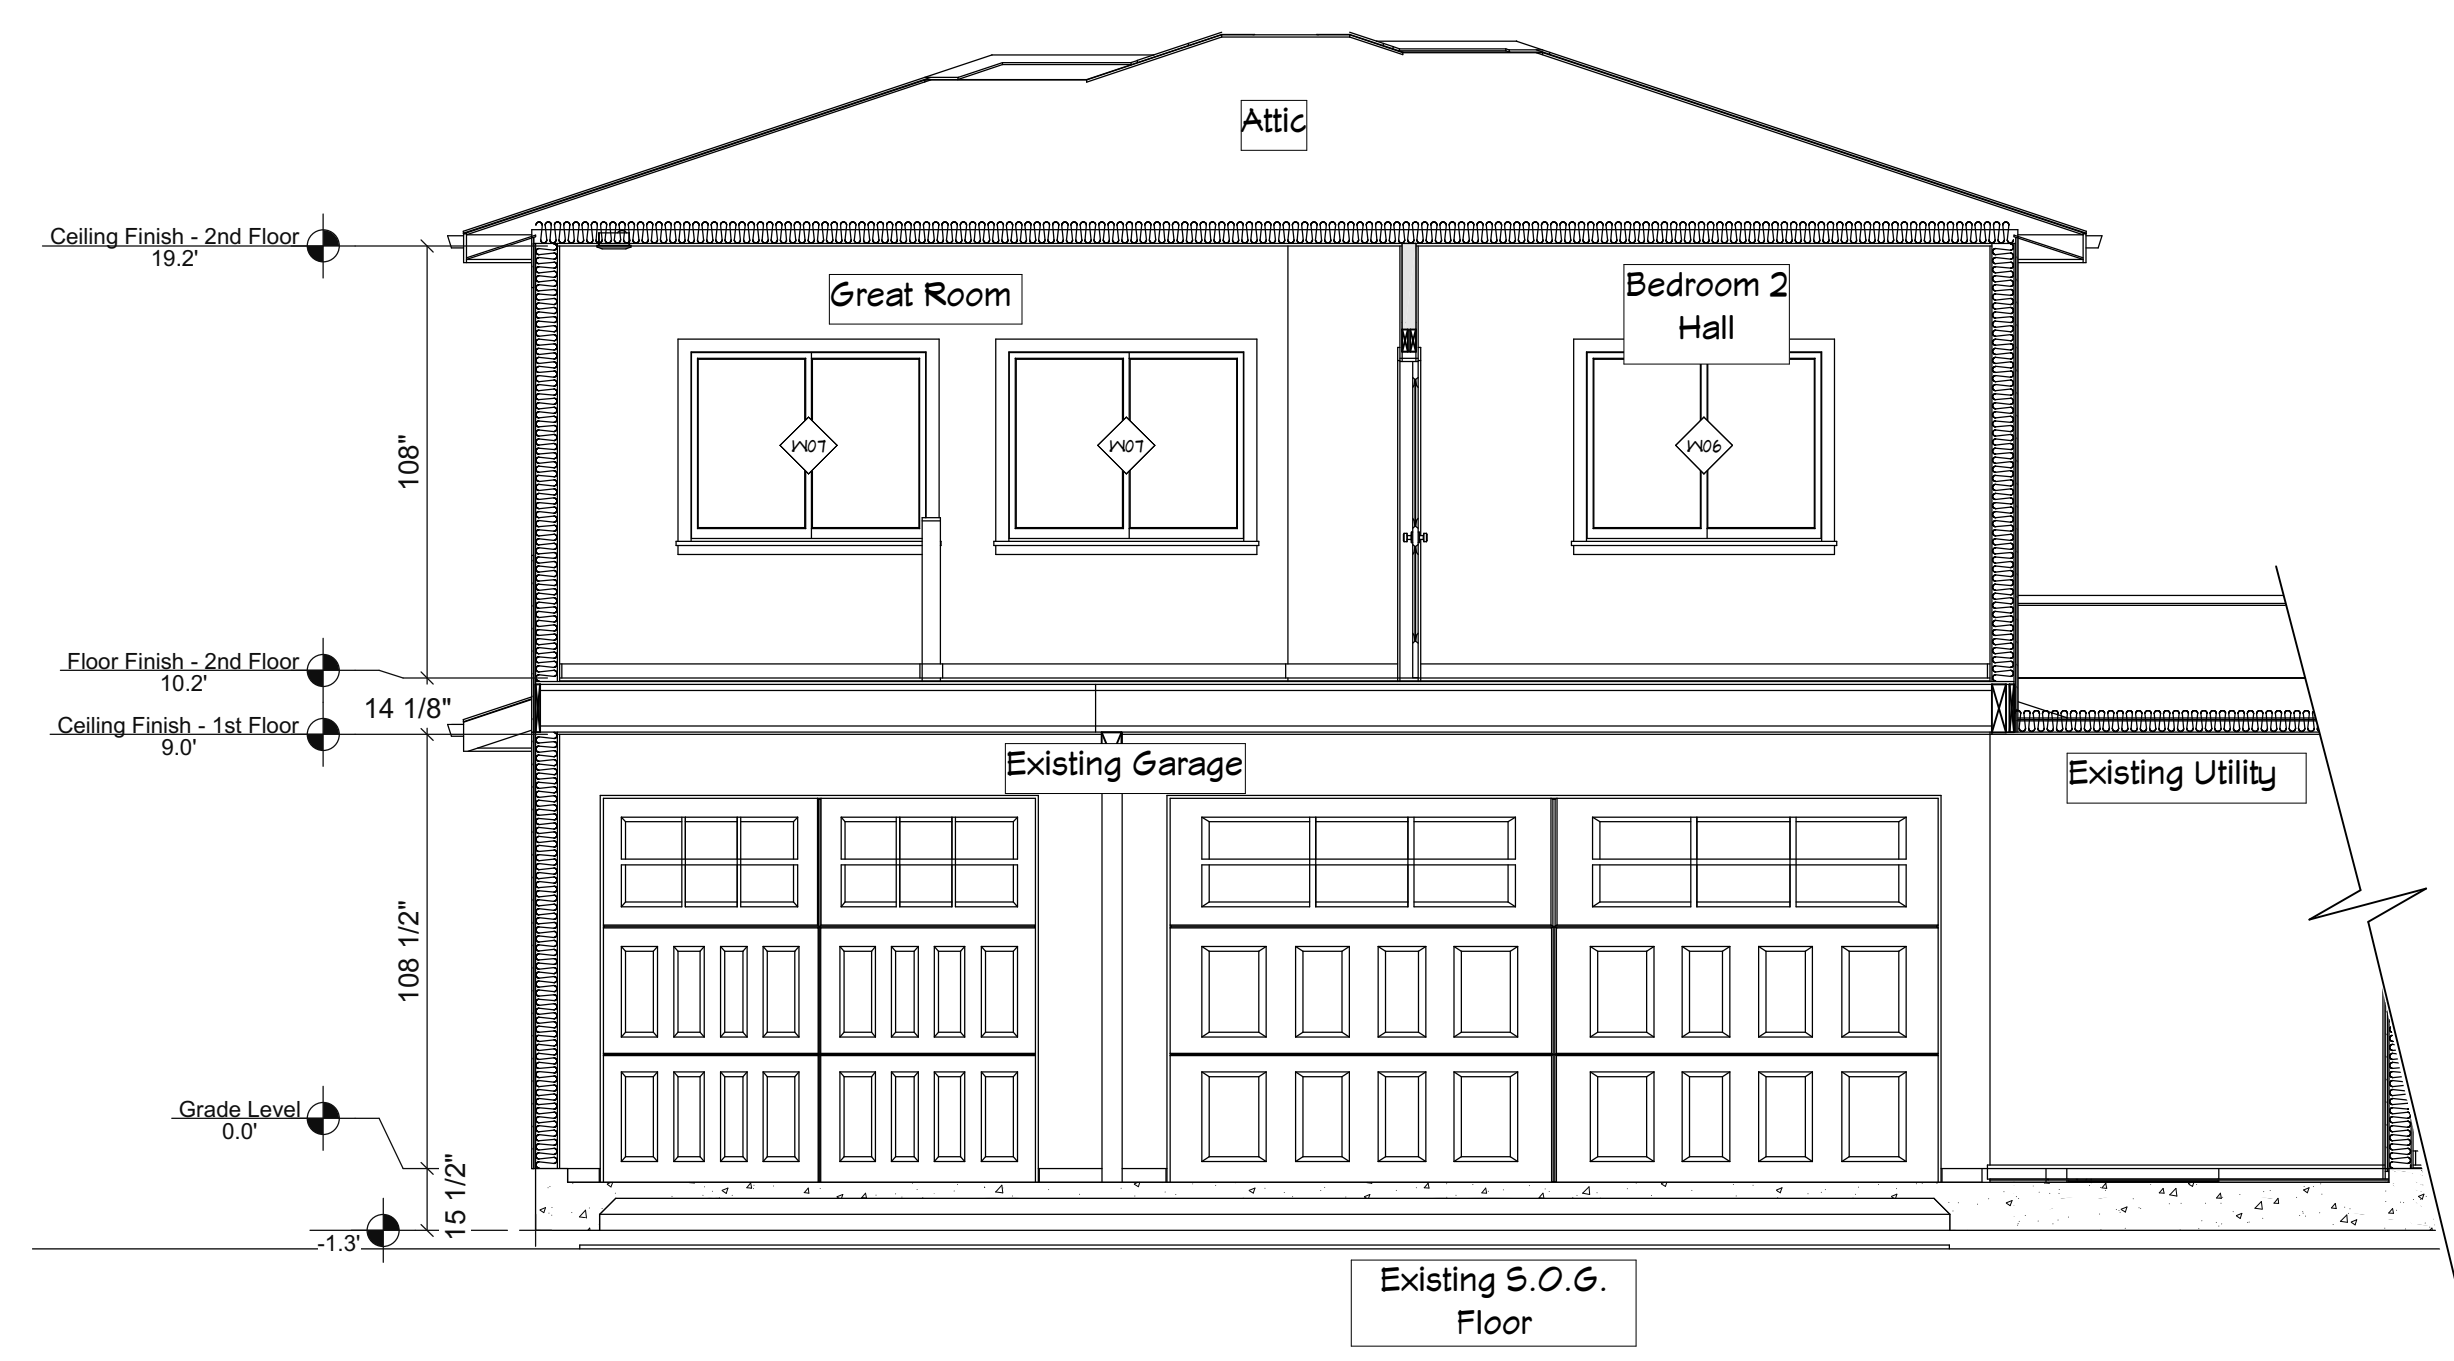 Attic
Ceiling Finish - 2nd Floor
19.2'
Great Room
Bedroom 2
Hall
108"
W07
W07
W06
Floor Finish - 2nd Floor
10.2'
14 1/8"
Ceiling Finish - 1st Floor
9.0'
Existing Garage
Existing Utility
108 1/2"
Grade Level
0.0'
15 1/2"
-1.3'
Existing S.O.G.
Floor